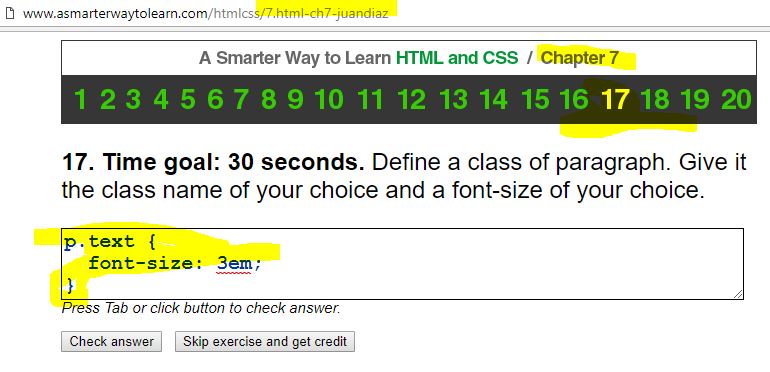 www.asmarterwaytolearn.com/htmlcss/7.html-ch7-juandiaz
A Smarter Way to Learn HTML and CSS / Chapter 7
1 2 3 4 5 6 7 8 9 10 11 12 13 14 15 16 17 18 19 20
17. Time goal: 30 seconds. Define a class of paragraph. Give it
the class name of your choice and a font-size of your choice.
p.text {
font-size: 3em;
}
Press Tab or click button to check answer.
Check answer Skip exercise and get credit